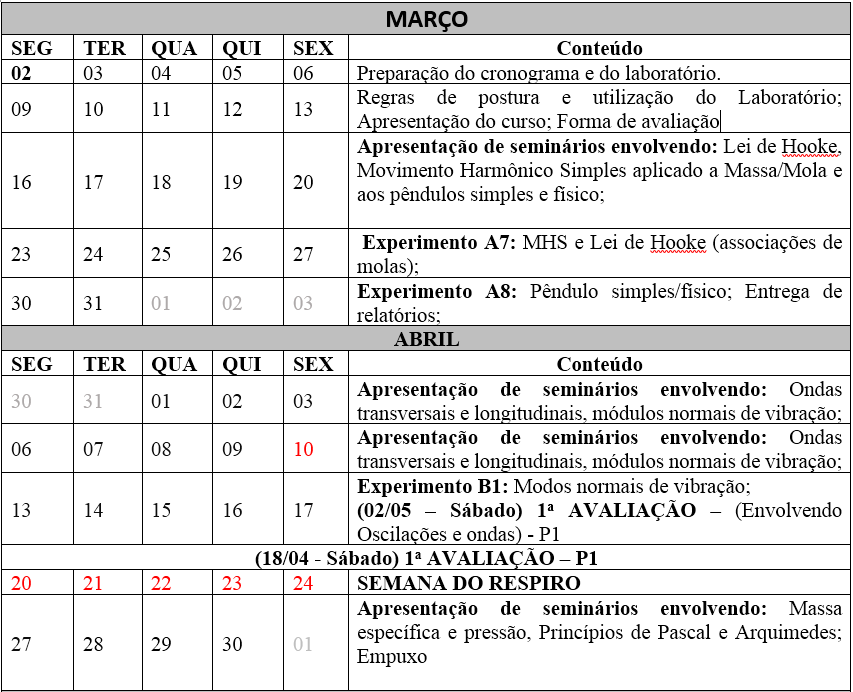 MARÇO
SEG TER QUA QUI SEX Conteúdo
02 03 04 05 06 Preparação do cronograma e do laboratório.
09 10 11 12 13 Regras de postura e utilização do Laboratório;
Apresentação do curso; Forma de avaliação
16 17 18 19 20 Apresentação de seminários envolvendo: Lei de Hooke,
Movimento Harmônico Simples aplicado a Massa/Mola e
aos pêndulos simples e físico;
23 24 25 26 27 Experimento A7: MHS e Lei de Hooke (associações de
molas);
30 31 01 02 03 Experimento A8: Pêndulo simples/físico; Entrega de
relatórios;
ABRIL
SEG TER QUA QUI SEX Conteúdo
30 31 01 02 03 Apresentação de seminários envolvendo: Ondas
transversais e longitudinais, módulos normais de vibração;
06 07 08 09 10 Apresentação de seminários envolvendo: Ondas
transversais e longitudinais, módulos normais de vibração;
13 14 15 16 17 Experimento B1: Modos normais de vibração;
(02/05 – Sábado) 1ª AVALIAÇÃO – (Envolvendo
Oscilações e ondas) - P1
(18/04 - Sábado) 1ª AVALIAÇÃO – P1
20 21 22 23 24 SEMANA DO RESPIRO
27 28 29 30 01 Apresentação de seminários envolvendo: Massa
específica e pressão, Princípios de Pascal e Arquimedes;
Empuxo